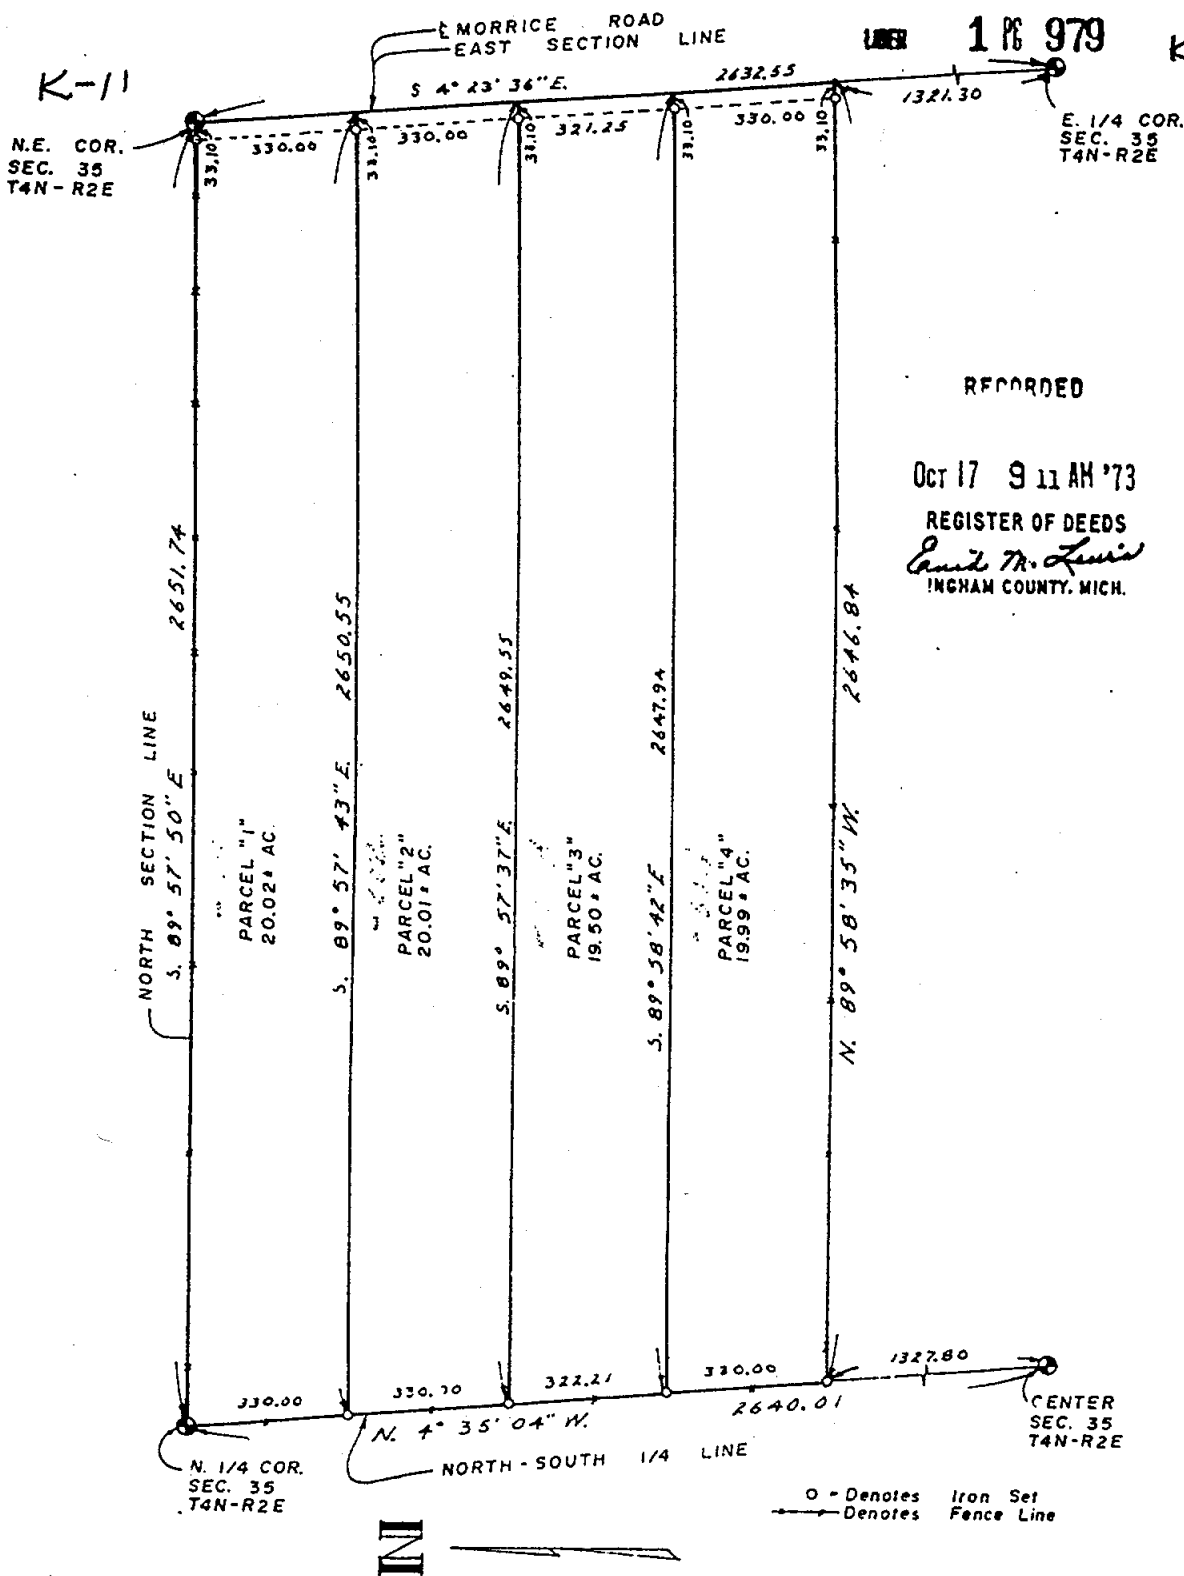 K-11
℄ MORRICE ROAD
EAST SECTION LINE
LIBER 1 PG 979
K
S 4° 23' 36" E.
2632.55
1321.30
N.E. COR.
SEC. 35
T4N-R2E
E. 1/4 COR.
SEC. 35
T4N-R2E
330.00
330.00
321.25
330.00
33.10
33.10
33.10
33.10
33.10
RECORDED
OCT 17 9 11 AM '73
REGISTER OF DEEDS
Enid M. Lewis
INGHAM COUNTY, MICH.
NORTH SECTION LINE
S. 89° 57' 50" E
2651.74
PARCEL "1"
20.02± AC.
S. 89° 57' 43" E.
2650.55
PARCEL "2"
20.01± AC.
S. 89° 57' 37" E.
2649.55
PARCEL "3"
19.50± AC.
S. 89° 58' 42" E
2647.94
PARCEL "4"
19.99± AC.
N. 89° 58' 35" W.
2646.84
330.00
322.21
330.00
1327.80
N. 4° 35' 04" W.
2640.01
NORTH-SOUTH 1/4 LINE
N. 1/4 COR.
SEC. 35
T4N-R2E
CENTER
SEC. 35
T4N-R2E
o - Denotes Iron Set
Denotes Fence Line
N